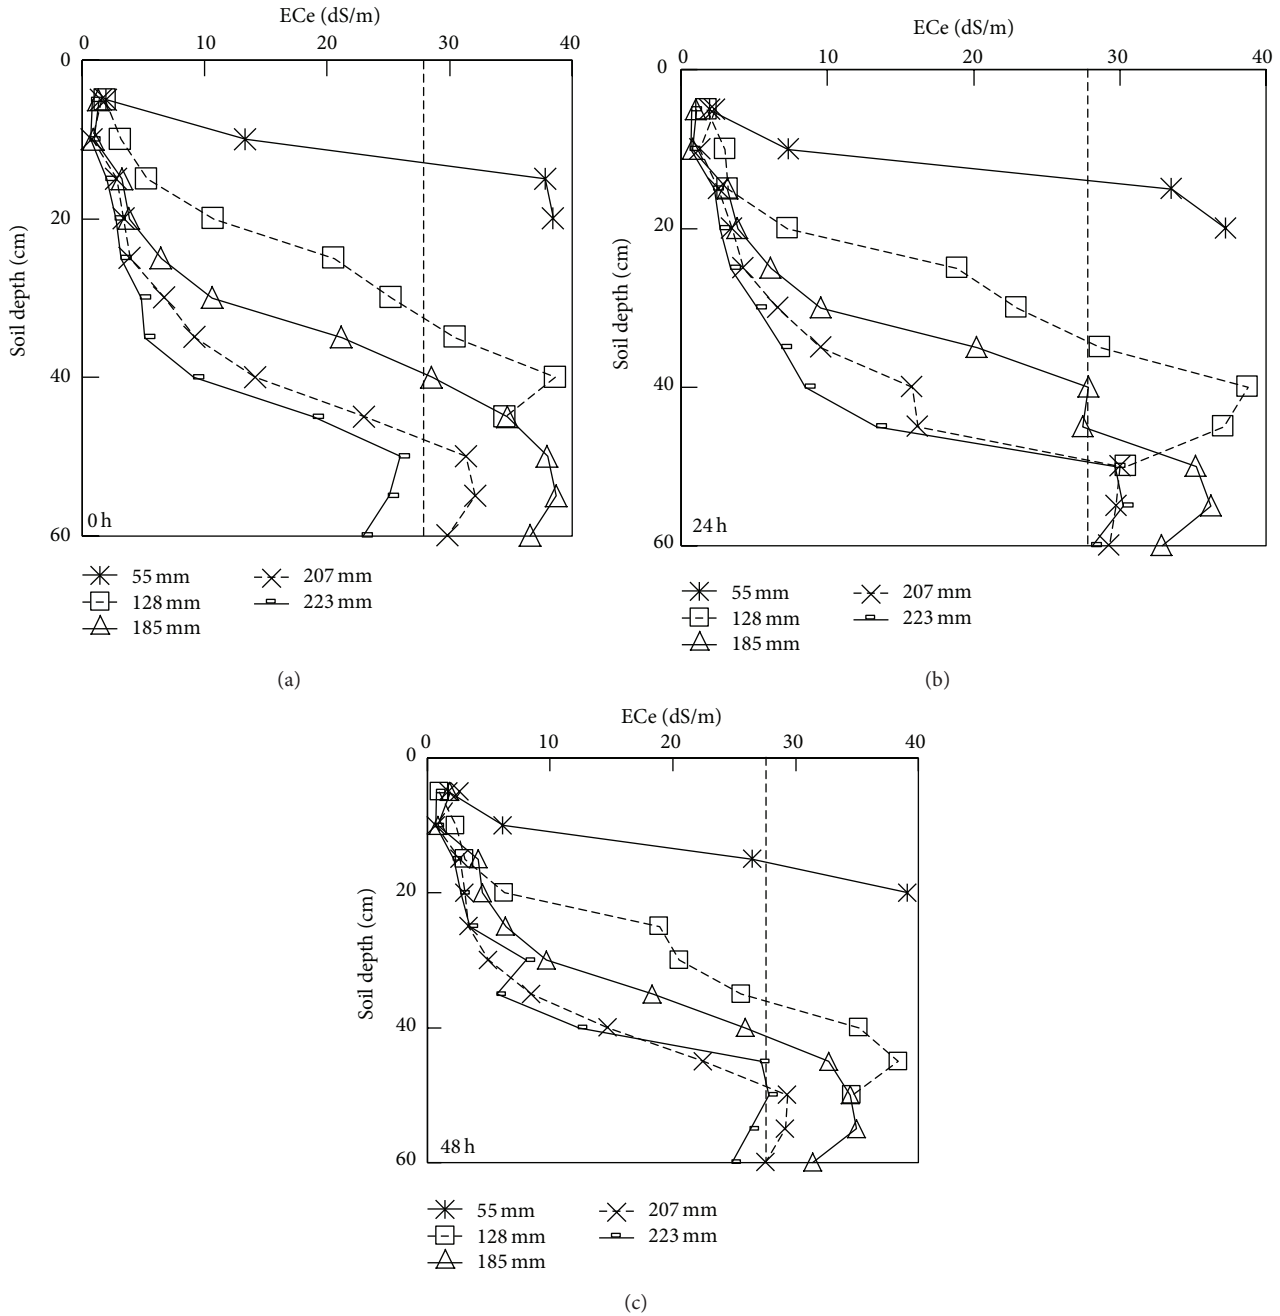 ECe (dS/m)
0 10 20 30 40
0
20
40
60
Soil depth (cm)
0 h
55 mm 207 mm
128 mm 223 mm
185 mm
(a)
ECe (dS/m)
0 10 20 30 40
0
20
40
60
Soil depth (cm)
24 h
55 mm 207 mm
128 mm 223 mm
185 mm
(b)
ECe (dS/m)
0 10 20 30 40
0
20
40
60
Soil depth (cm)
48 h
55 mm 207 mm
128 mm 223 mm
185 mm
(c)